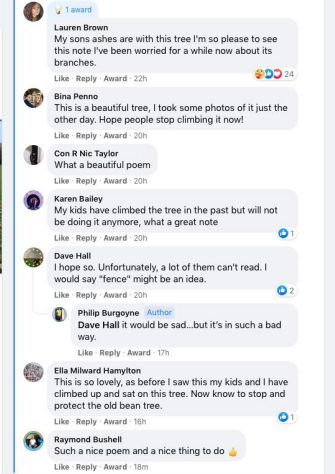 1 award
Lauren Brown
My sons ashes are with this tree I'm so please to see
this note I've been worried for a while now about its
branches.
Like · Reply · Award · 22h
24
Bina Penno
This is a beautiful tree, I took some photos of it just the
other day. Hope people stop climbing it now!
Like · Reply · Award · 20h
Con R Nic Taylor
What a beautiful poem
Like · Reply · Award · 20h
Karen Bailey
My kids have climbed the tree in the past but will not
be doing it anymore, what a great note
Like · Reply · Award · 20h
1
Dave Hall
I hope so. Unfortunately, a lot of them can't read. I
would say "fence" might be an idea.
Like · Reply · Award · 20h
2
Philip Burgoyne Author
Dave Hall it would be sad...but it's in such a bad
way.
Like · Reply · Award · 17h
Ella Milward Hamylton
This is so lovely, as before I saw this my kids and I have
climbed up and sat on this tree. Now know to stop and
protect the old bean tree.
Like · Reply · Award · 16h
1
Raymond Bushell
Such a nice poem and a nice thing to do 👍
Like · Reply · Award · 18m